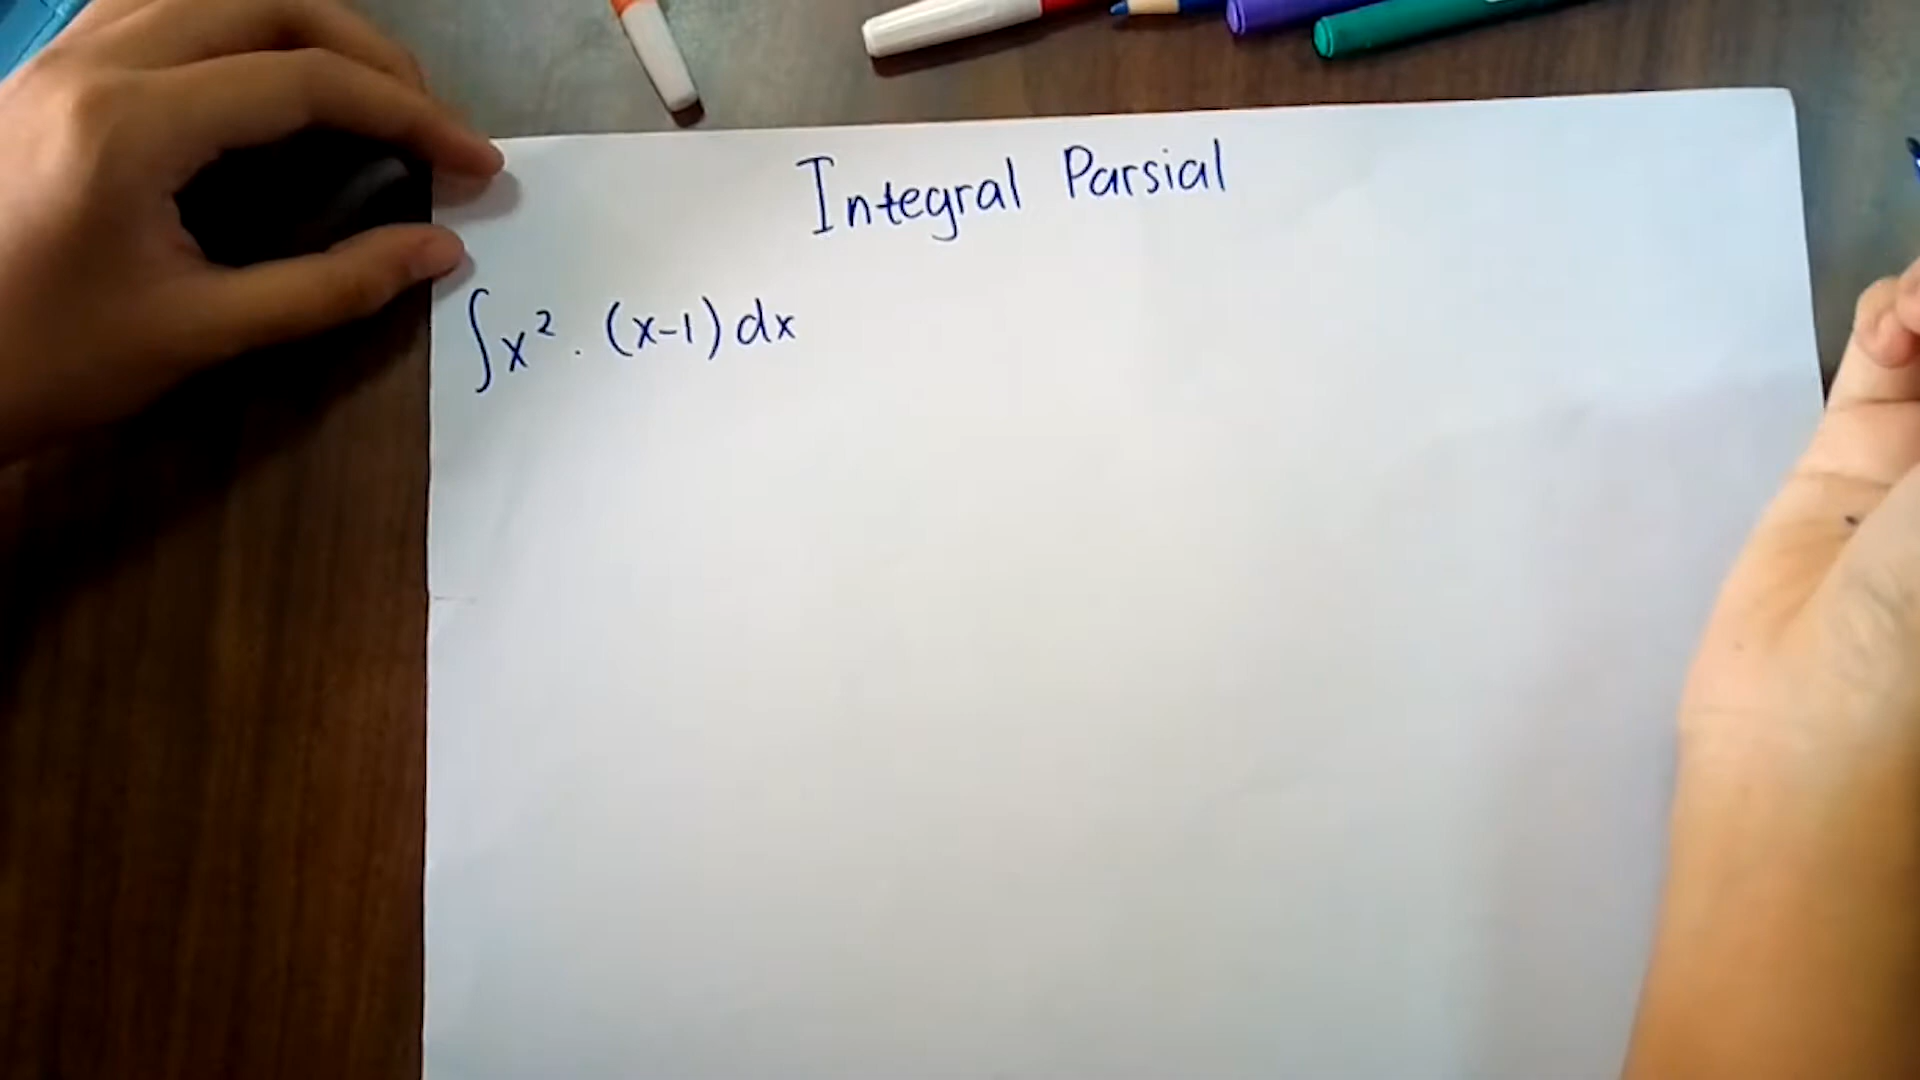 Integral Parsial
∫x². (x-1) dx